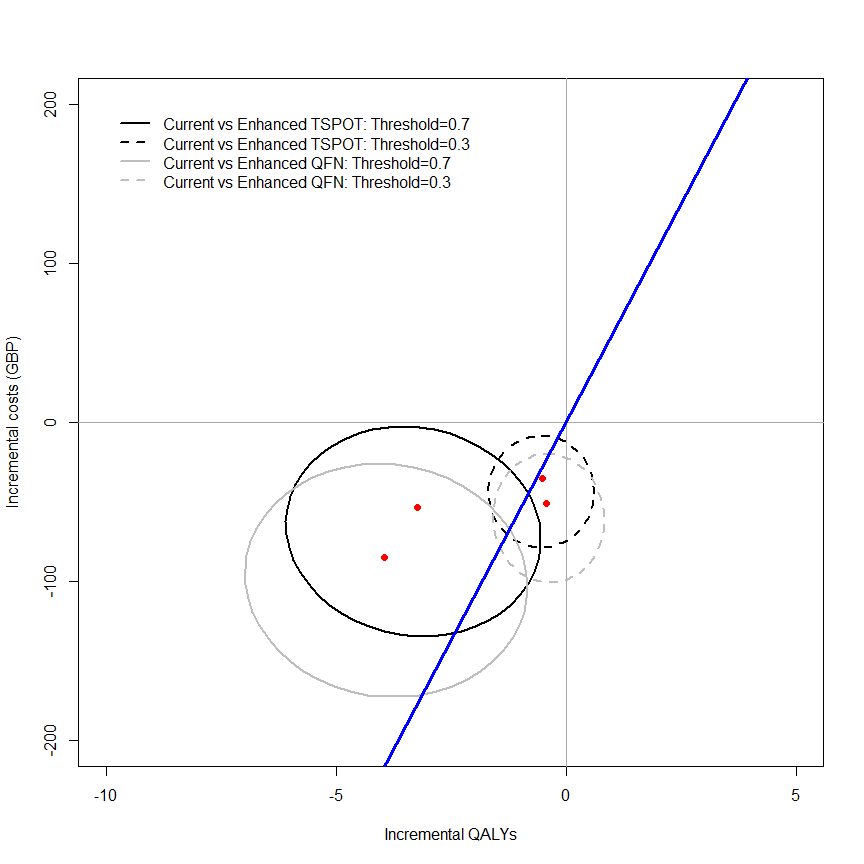 Current vs Enhanced TSPOT: Threshold=0.7
Current vs Enhanced TSPOT: Threshold=0.3
Current vs Enhanced QFN: Threshold=0.7
Current vs Enhanced QFN: Threshold=0.3
Incremental costs (GBP)
200
100
0
-100
-200
-10
-5
0
5
Incremental QALYs